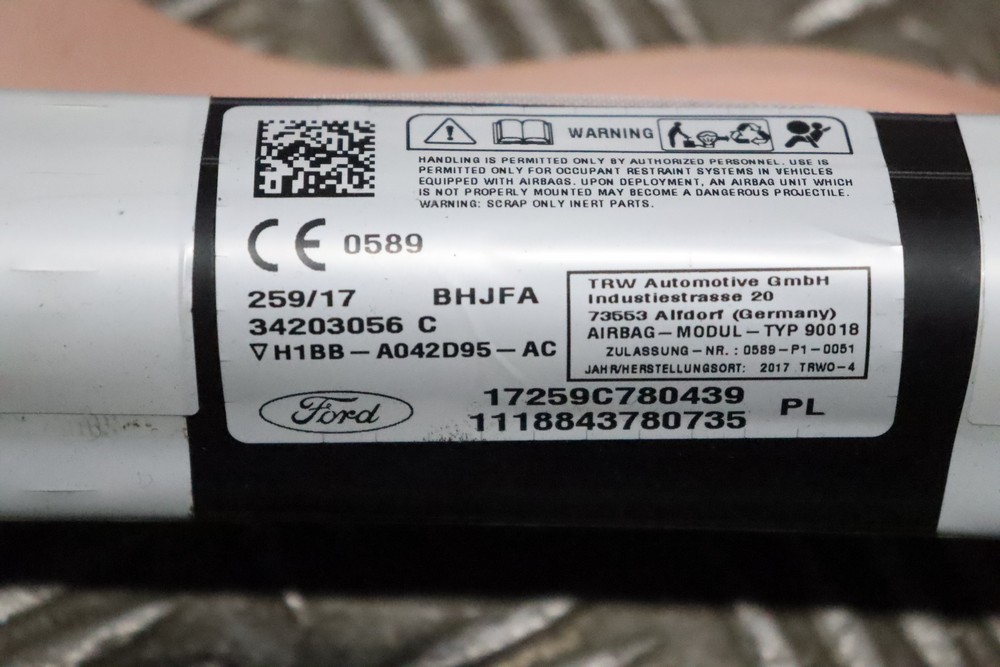 WARNING
HANDLING IS PERMITTED ONLY BY AUTHORIZED PERSONNEL. USE IS
PERMITTED ONLY FOR OCCUPANT RESTRAINT SYSTEMS IN VEHICLES
EQUIPPED WITH AIRBAGS. UPON DEPLOYMENT, AN AIRBAG UNIT WHICH
IS NOT PROPERLY MOUNTED MAY BECOME A DANGEROUS PROJECTILE.
WARNING: SCRAP ONLY INERT PARTS.
CE 0589
259/17 BHJFA
34203056 C
▽H1BB-A042D95-AC
TRW Automotive GmbH
Industiestrasse 20
73553 Alfdorf (Germany)
AIRBAG-MODUL-TYP 90018
ZULASSUNG-NR.: 0589-P1-0051
JAHR/HERSTELLUNGSORT: 2017 TRWO-4
Ford
17259C780439
1118843780735
PL